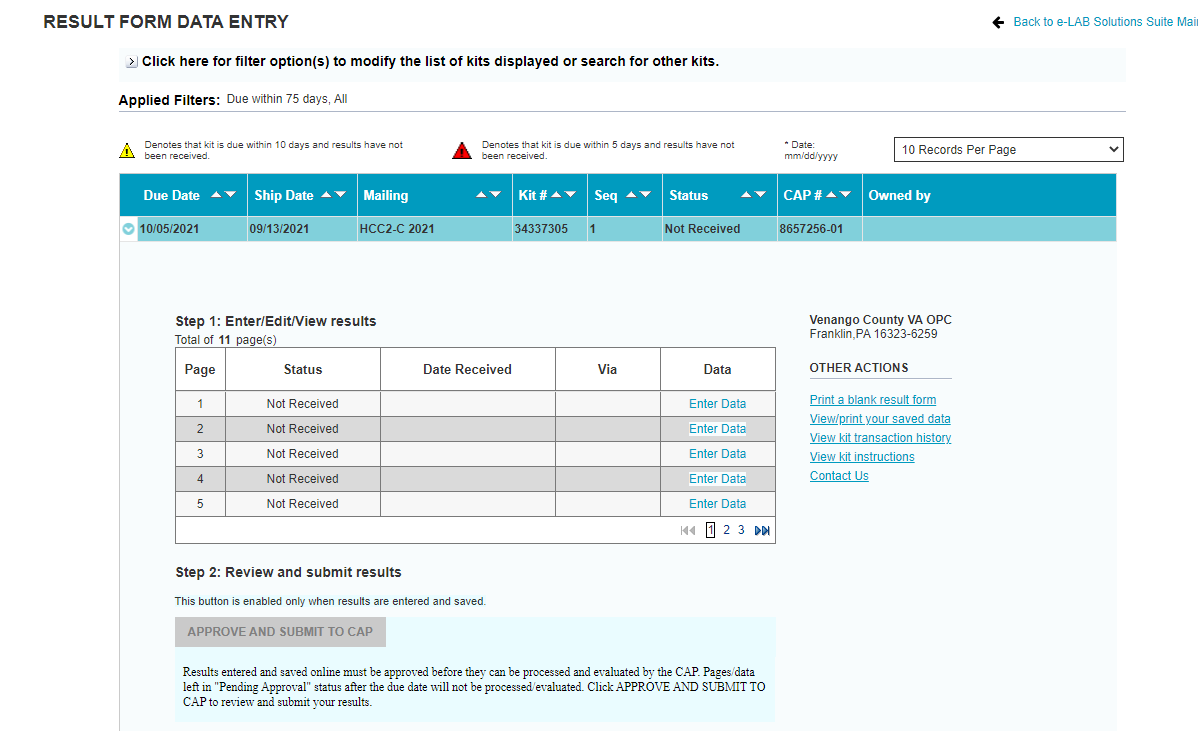 RESULT FORM DATA ENTRY
Back to e-LAB Solutions Suite Mai
Click here for filter option(s) to modify the list of kits displayed or search for other kits.
Applied Filters: Due within 75 days, All
Denotes that kit is due within 10 days and results have not
been received.
Denotes that kit is due within 5 days and results have not
been received.
* Date:
mm/dd/yyyy
10 Records Per Page
Due Date Ship Date Mailing Kit # Seq Status CAP # Owned by
10/05/2021 09/13/2021 HCC2-C 2021 34337305 1 Not Received 8657256-01
Step 1: Enter/Edit/View results
Total of 11 page(s)
Page Status Date Received Via Data
1 Not Received Enter Data
2 Not Received Enter Data
3 Not Received Enter Data
4 Not Received Enter Data
5 Not Received Enter Data
1 2 3
Venango County VA OPC
Franklin,PA 16323-6259
OTHER ACTIONS
Print a blank result form
View/print your saved data
View kit transaction history
View kit instructions
Contact Us
Step 2: Review and submit results
This button is enabled only when results are entered and saved.
APPROVE AND SUBMIT TO CAP
Results entered and saved online must be approved before they can be processed and evaluated by the CAP. Pages/data
left in "Pending Approval" status after the due date will not be processed/evaluated. Click APPROVE AND SUBMIT TO
CAP to review and submit your results.